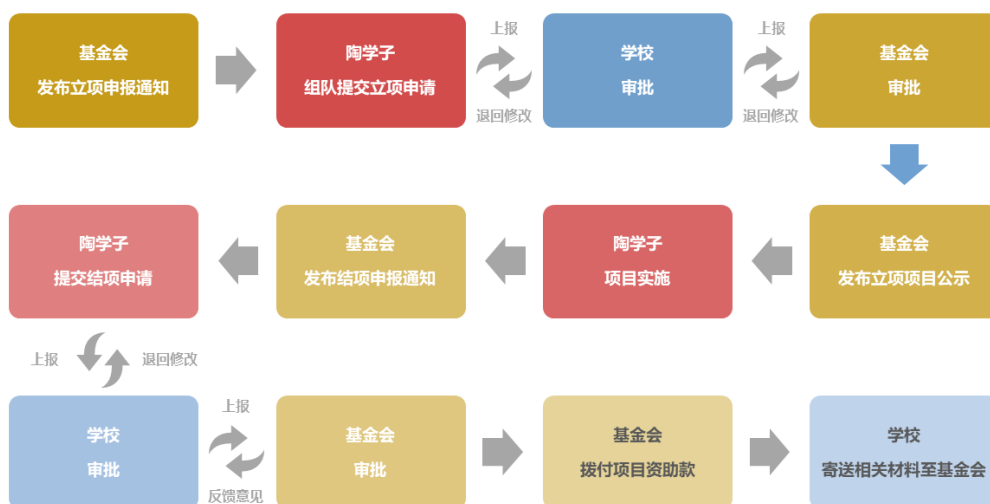 基金会
发布立项申报通知
陶学子
组队提交立项申请
上报
退回修改
学校
审批
上报
退回修改
基金会
审批
基金会
发布立项项目公示
陶学子
项目实施
基金会
发布结项申报通知
陶学子
提交结项申请
上报
退回修改
学校
审批
上报
反馈意见
基金会
审批
基金会
拨付项目资助款
学校
寄送相关材料至基金会